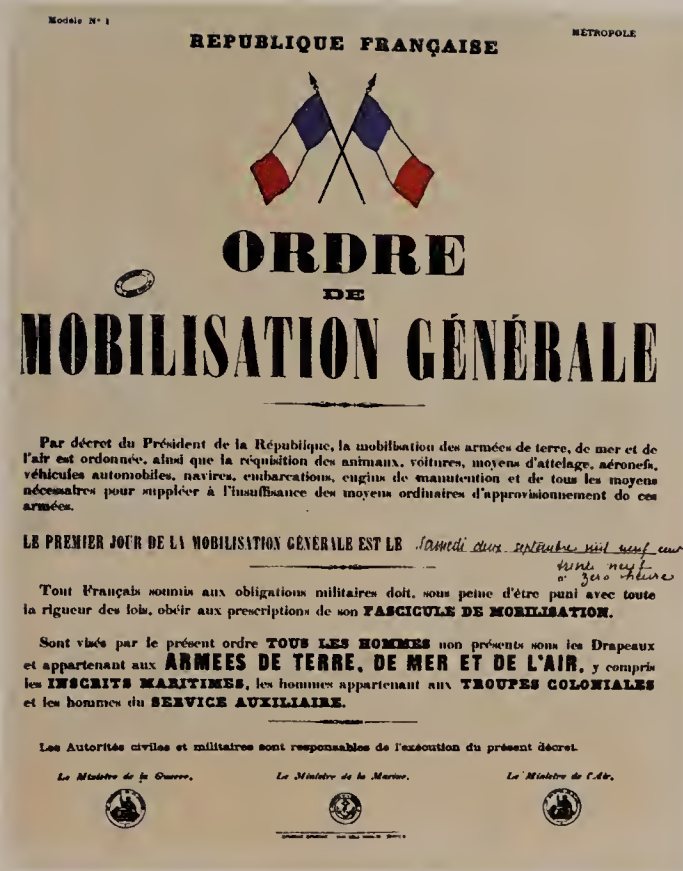 Modèle N° 1
MÉTROPOLE
RÉPUBLIQUE FRANÇAISE
ORDRE
DE
MOBILISATION GÉNÉRALE
Par décret du Président de la République, la mobilisation des armées de terre, de mer et de
l'air est ordonnée, ainsi que la réquisition des animaux, voitures, moyens d'attelage, aéronefs,
véhicules automobiles, navires, embarcations, engins de manutention et de tous les moyens
nécessaires pour suppléer à l'insuffisance des moyens ordinaires d'approvisionnement de ces
armées.
LE PREMIER JOUR DE LA MOBILISATION GÉNÉRALE EST LE Samedi deux septembre mil neuf cent
trente neuf
à zéro heure
Tout Français soumis aux obligations militaires doit, sous peine d'être puni avec toute
la rigueur des lois, obéir aux prescriptions de son FASCICULE DE MOBILISATION.
Sont visés par le présent ordre TOUS LES HOMMES non présents sous les Drapeaux
et appartenant aux ARMEES DE TERRE, DE MER ET DE L'AIR, y compris
les INSCRITS MARITIMES, les hommes appartenant aux TROUPES COLONIALES
et les hommes du SERVICE AUXILIAIRE.
Les Autorités civiles et militaires sont responsables de l'exécution du présent décret.
Le Ministre de la Guerre,
Le Ministre de la Marine,
Le Ministre de l'Air,